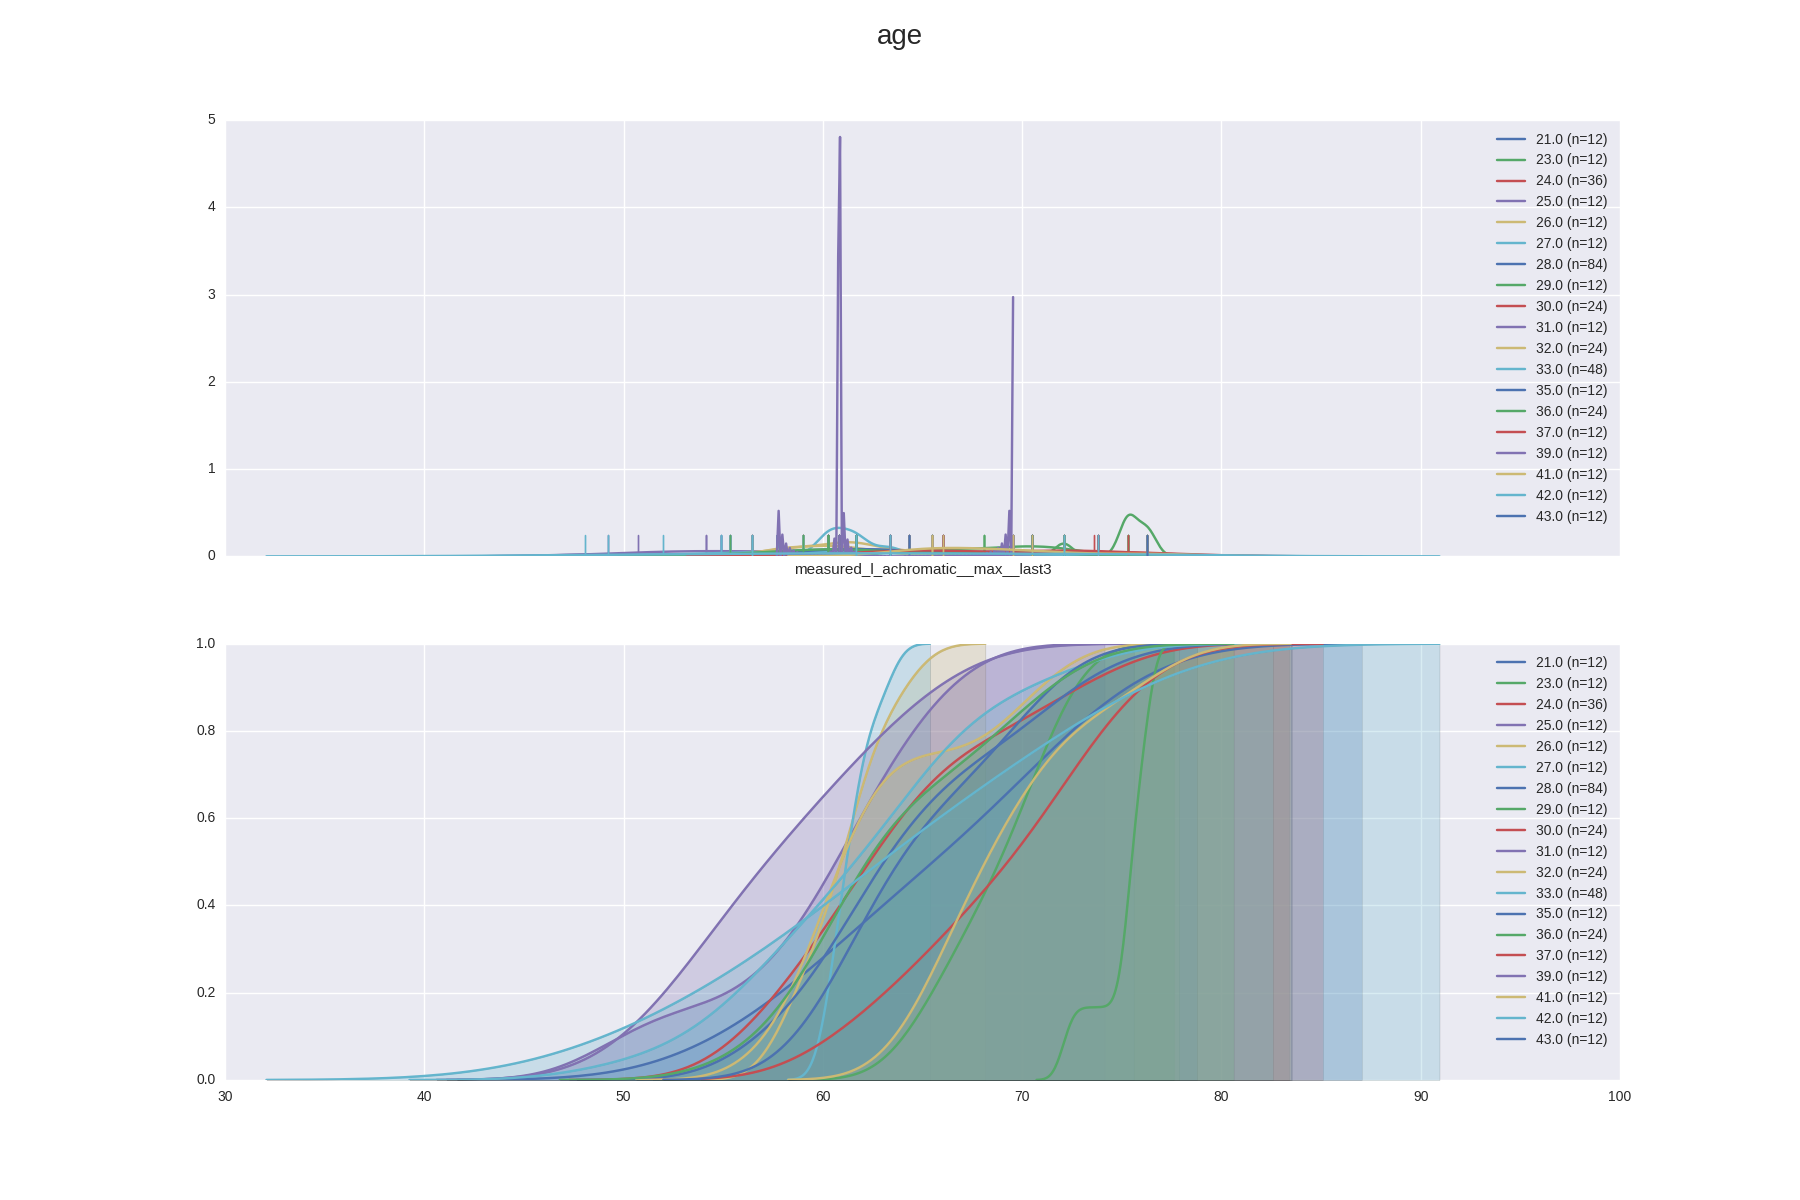 age
5
4
3
2
1
0
21.0 (n=12)
23.0 (n=12)
24.0 (n=36)
25.0 (n=12)
26.0 (n=12)
27.0 (n=12)
28.0 (n=84)
29.0 (n=12)
30.0 (n=24)
31.0 (n=12)
32.0 (n=24)
33.0 (n=48)
35.0 (n=12)
36.0 (n=24)
37.0 (n=12)
39.0 (n=12)
41.0 (n=12)
42.0 (n=12)
43.0 (n=12)
measured_l_achromatic__max__last3
1.0
0.8
0.6
0.4
0.2
0.0
21.0 (n=12)
23.0 (n=12)
24.0 (n=36)
25.0 (n=12)
26.0 (n=12)
27.0 (n=12)
28.0 (n=84)
29.0 (n=12)
30.0 (n=24)
31.0 (n=12)
32.0 (n=24)
33.0 (n=48)
35.0 (n=12)
36.0 (n=24)
37.0 (n=12)
39.0 (n=12)
41.0 (n=12)
42.0 (n=12)
43.0 (n=12)
30 40 50 60 70 80 90 100